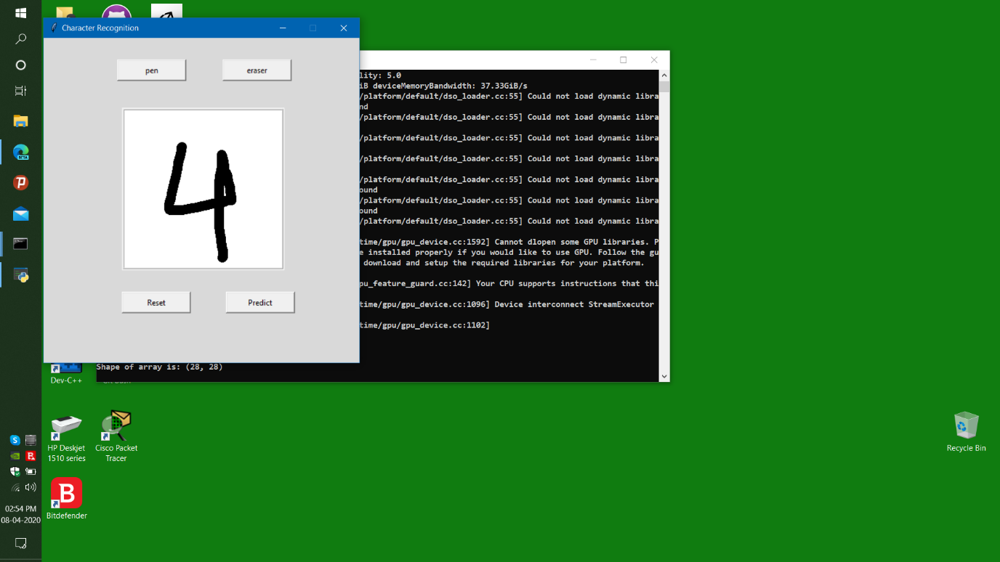 Character Recognition
pen
eraser
4
Reset
Predict
lity: 5.0
iB deviceMemoryBandwidth: 37.33GiB/s
/platform/default/dso_loader.cc:55] Could not load dynamic libra
nd
/platform/default/dso_loader.cc:55] Could not load dynamic libra
/platform/default/dso_loader.cc:55] Could not load dynamic libra
/platform/default/dso_loader.cc:55] Could not load dynamic libra
/platform/default/dso_loader.cc:55] Could not load dynamic libra
ound
/platform/default/dso_loader.cc:55] Could not load dynamic libra
ound
/platform/default/dso_loader.cc:55] Could not load dynamic libra
time/gpu/gpu_device.cc:1592] Cannot dlopen some GPU libraries. P
e installed properly if you would like to use GPU. Follow the gu
download and setup the required libraries for your platform.
pu_feature_guard.cc:142] Your CPU supports instructions that thi
time/gpu/gpu_device.cc:1096] Device interconnect StreamExecutor
time/gpu/gpu_device.cc:1102]
Shape of array is: (28, 28)
Dev-C++
HP Deskjet
1510 series
Cisco Packet
Tracer
B
Bitdefender
Recycle Bin
BETA
02:54 PM
08-04-2020